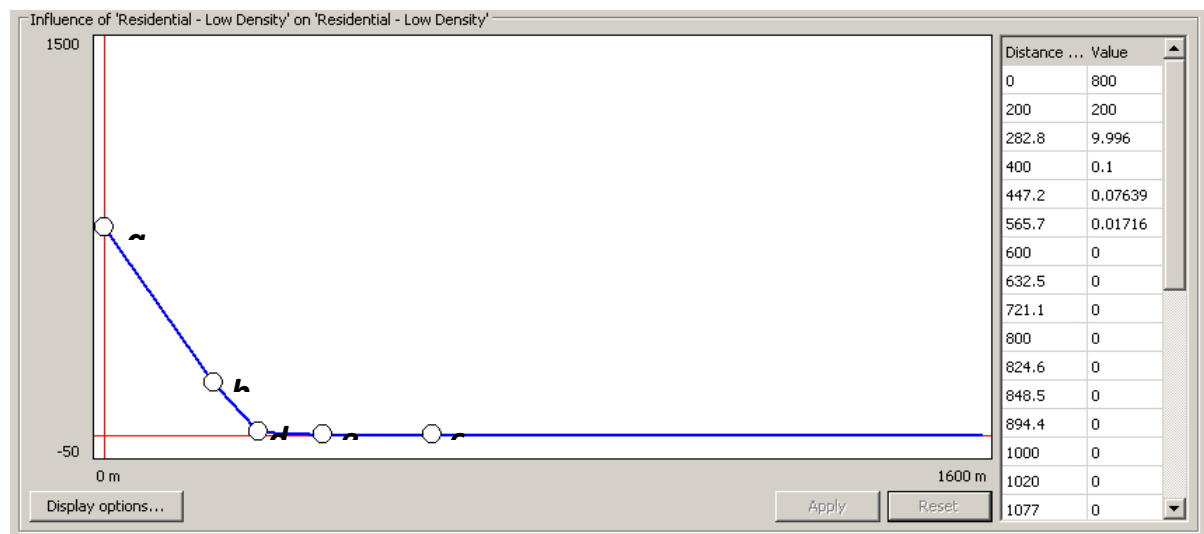 Influence of 'Residential - Low Density' on 'Residential - Low Density'
1500
-50
0 m
1600 m
Display options...
Apply
Reset
Distance ... Value
0 800
200 200
282.8 9.996
400 0.1
447.2 0.07639
565.7 0.01716
600 0
632.5 0
721.1 0
800 0
824.6 0
848.5 0
894.4 0
1000 0
1020 0
1077 0